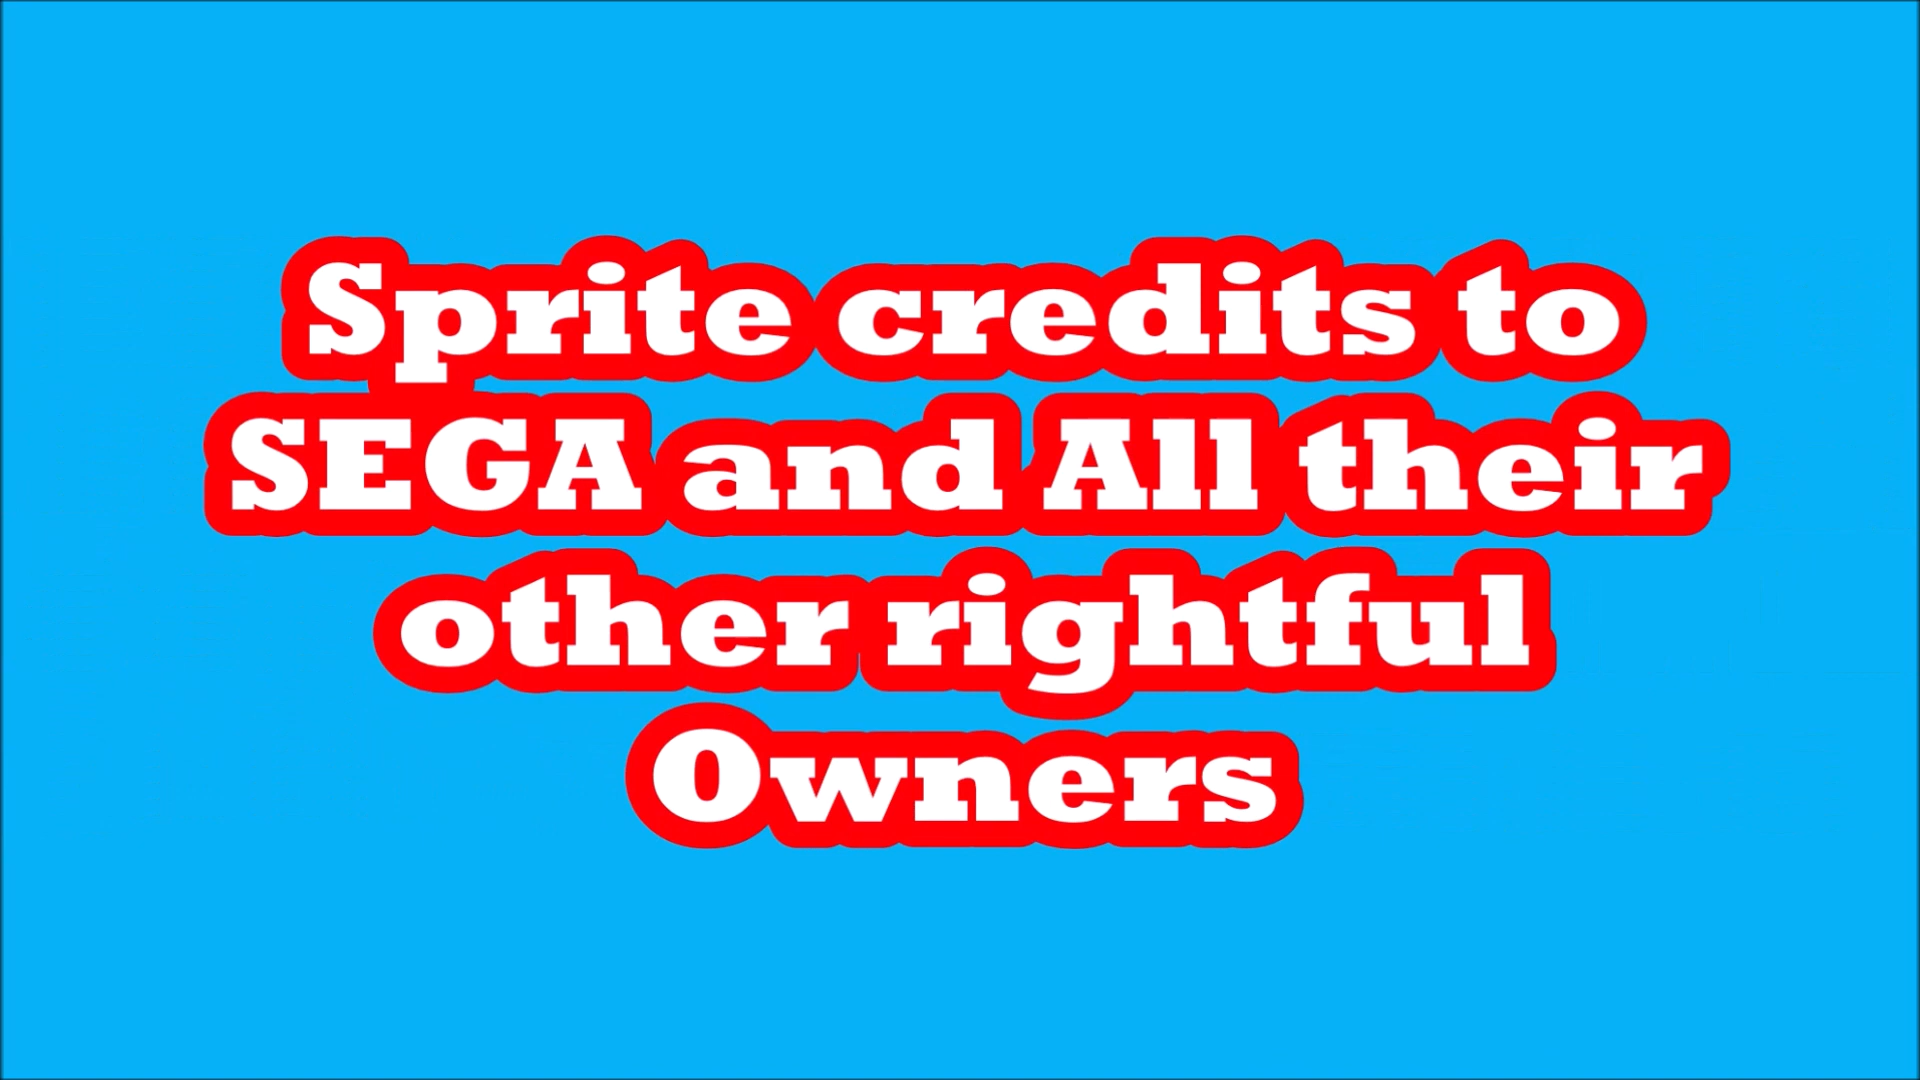 Sprite credits to
SEGA and All their
other rightful
Owners